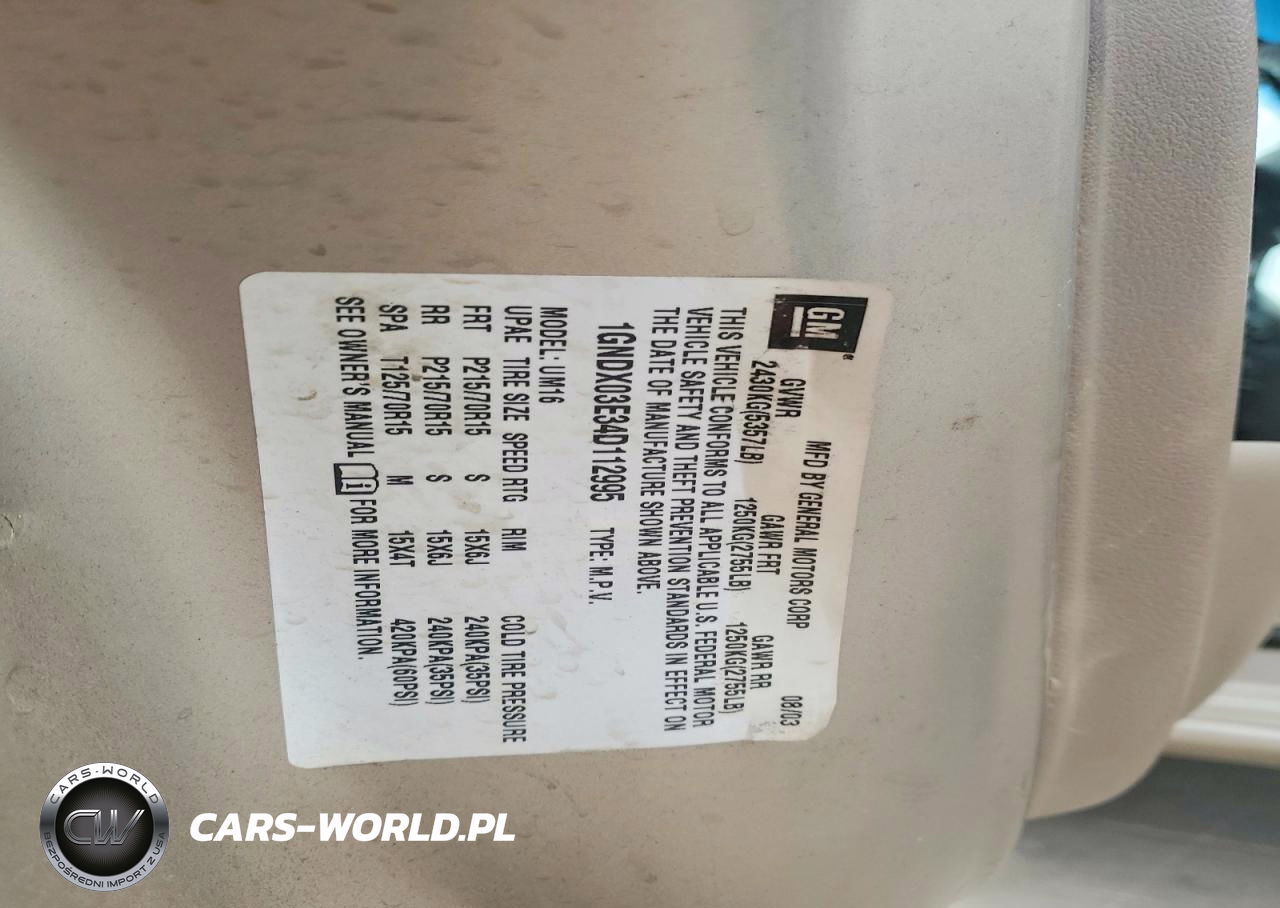 GM ®
MFD BY GENERAL MOTORS CORP 08/03
GVWR GAWR FRT GAWR RR
2430KG(5357LB) 1250KG(2755LB) 1250KG(2755LB)
THIS VEHICLE CONFORMS TO ALL APPLICABLE U.S. FEDERAL MOTOR
VEHICLE SAFETY AND THEFT PREVENTION STANDARDS IN EFFECT ON
THE DATE OF MANUFACTURE SHOWN ABOVE.
1GNDX03E34D112995 TYPE: M.P.V.
MODEL: UM16
UPAE TIRE SIZE SPEED RTG RIM COLD TIRE PRESSURE
FRT P215/70R15 S 15X6J 240KPA(35PSI)
RR P215/70R15 S 15X6J 240KPA(35PSI)
SPA T125/70R15 M 15X4T 420KPA(60PSI)
SEE OWNER'S MANUAL i FOR MORE INFORMATION.
CARS-WORLD
CW
BEZPOŚREDNI IMPORT Z USA
CARS-WORLD.PL